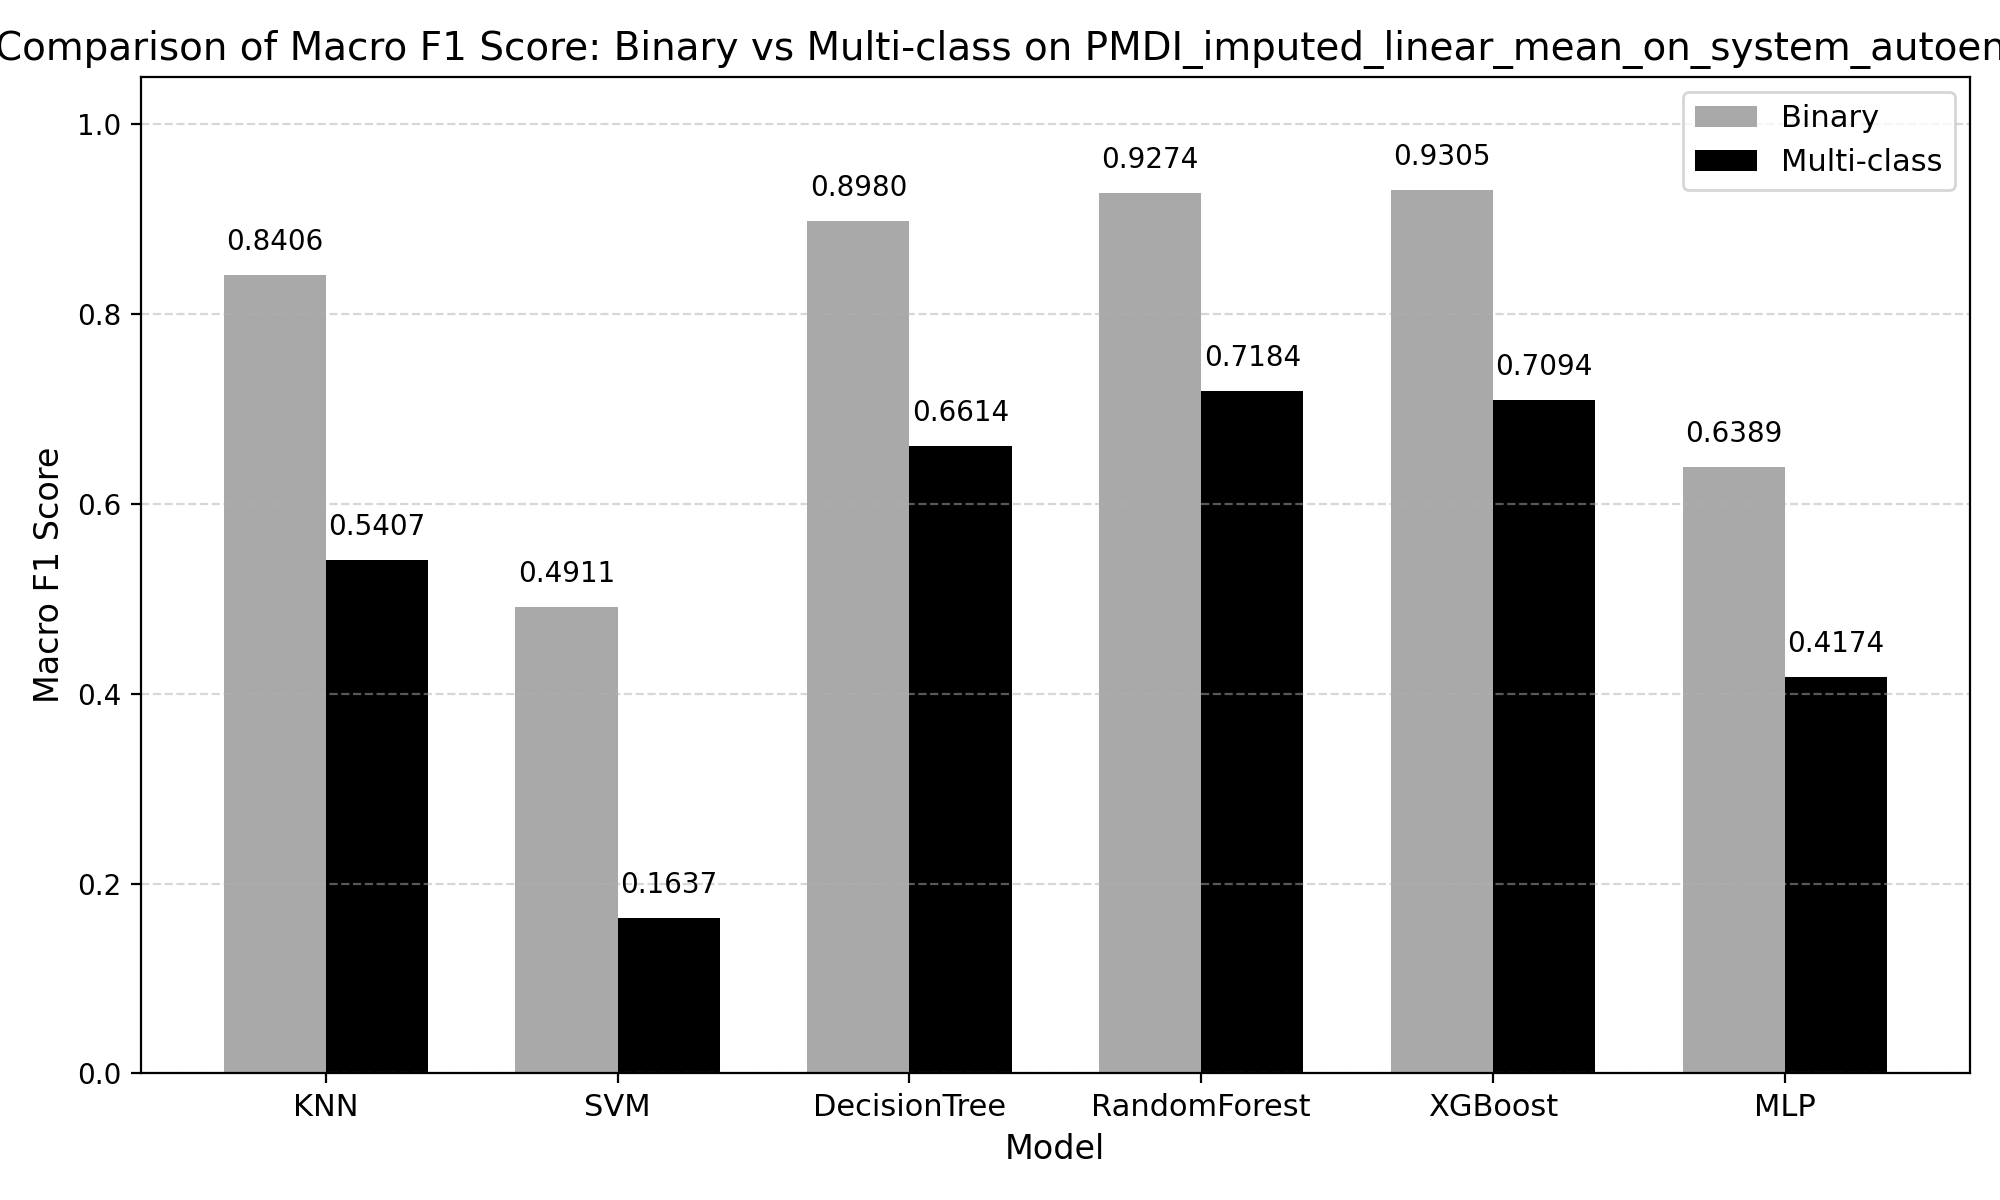 Comparison of Macro F1 Score: Binary vs Multi-class on PMDI_imputed_linear_mean_on_system_autoen
Binary
Multi-class
Macro F1 Score
1.0
0.8
0.6
0.4
0.2
0.0
0.8406
0.5407
0.4911
0.1637
0.8980
0.6614
0.9274
0.7184
0.9305
0.7094
0.6389
0.4174
KNN
SVM
DecisionTree
RandomForest
XGBoost
MLP
Model